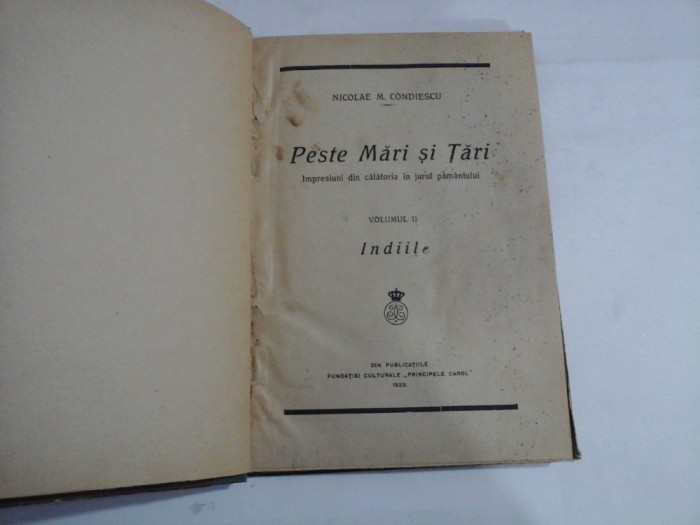 NICOLAE M. CONDIESCU
Peste Mări și Țări
Impresiuni din călătoria în jurul pământului
VOLUMUL II
Indiile
DIN PUBLICAȚIILE
FUNDAȚIEI CULTURALE „PRINCIPELE CAROL"
1923.